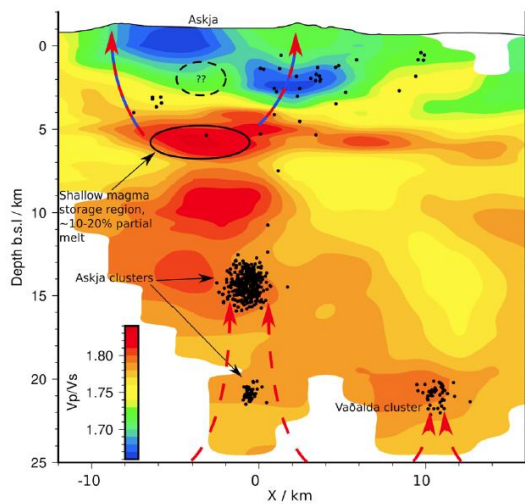 Askja
0
??
5
Shallow magma
storage region,
~10-20% partial
melt
10
Depth b.s.l / km
Askja clusters
15
1.80
1.75
1.70
Vp/Vs
20
Vaðalda cluster
25
-10
0
10
X / km